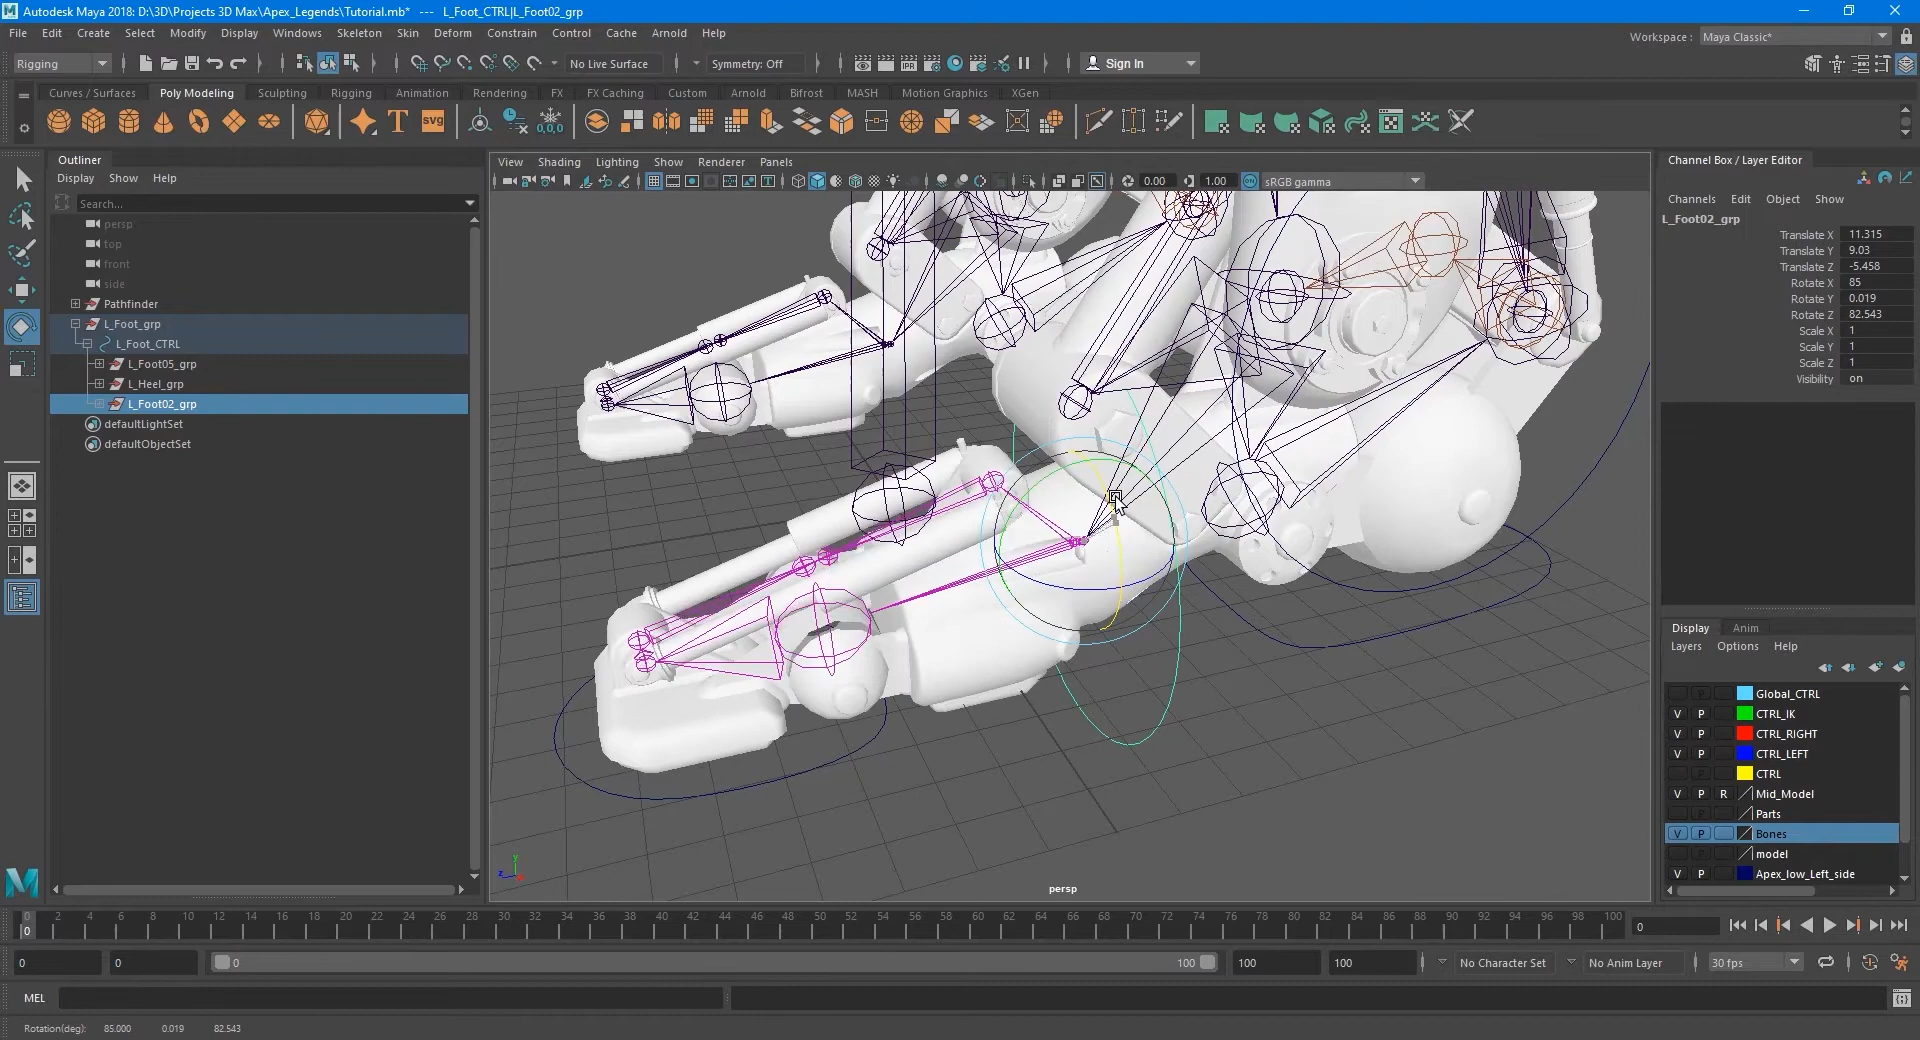 Autodesk Maya 2018: D:\3D\Projects 3D Max\Apex_Legends\Tutorial.mb* --- L_Foot_CTRL|L_Foot02_grp
File Edit Create Select Modify Display Windows Skeleton Skin Deform Constrain Control Cache Arnold Help
Workspace : Maya Classic*
Rigging No Live Surface Symmetry: Off IPR Sign In
Curves / Surfaces Poly Modeling Sculpting Rigging Animation Rendering FX FX Caching Custom Arnold Bifrost MASH Motion Graphics XGen
T SVG 0,0,0
Outliner
Display Show Help
Search...
persp
top
front
side
Pathfinder
L_Foot_grp
L_Foot_CTRL
L_Foot05_grp
L_Heel_grp
L_Foot02_grp
defaultLightSet
defaultObjectSet
View Shading Lighting Show Renderer Panels
0.00 1.00 ON sRGB gamma
persp
y
z x
Channel Box / Layer Editor
Channels Edit Object Show
L_Foot02_grp
Translate X 11.315
Translate Y 9.03
Translate Z -5.458
Rotate X 85
Rotate Y 0.019
Rotate Z 82.543
Scale X 1
Scale Y 1
Scale Z 1
Visibility on
Display Anim
Layers Options Help
Global_CTRL
V P CTRL_IK
V P CTRL_RIGHT
V P CTRL_LEFT
CTRL
V P R Mid_Model
Parts
V P Bones
model
V P Apex_low_Left_side
0 2 4 6 8 10 12 14 16 18 20 22 24 26 28 30 32 34 36 38 40 42 44 46 48 50 52 54 56 58 60 62 64 66 68 70 72 74 76 78 80 82 84 86 88 90 92 94 96 98 100
0 0
0 0 0 100 100 100 No Character Set No Anim Layer 30 fps
MEL
Rotation(deg): 85.000 0.019 82.543